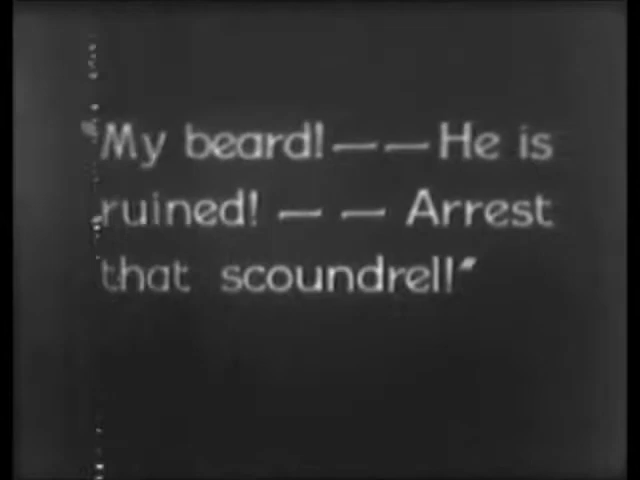 "My beard! — — He is
ruined! — — Arrest
that scoundrel!"